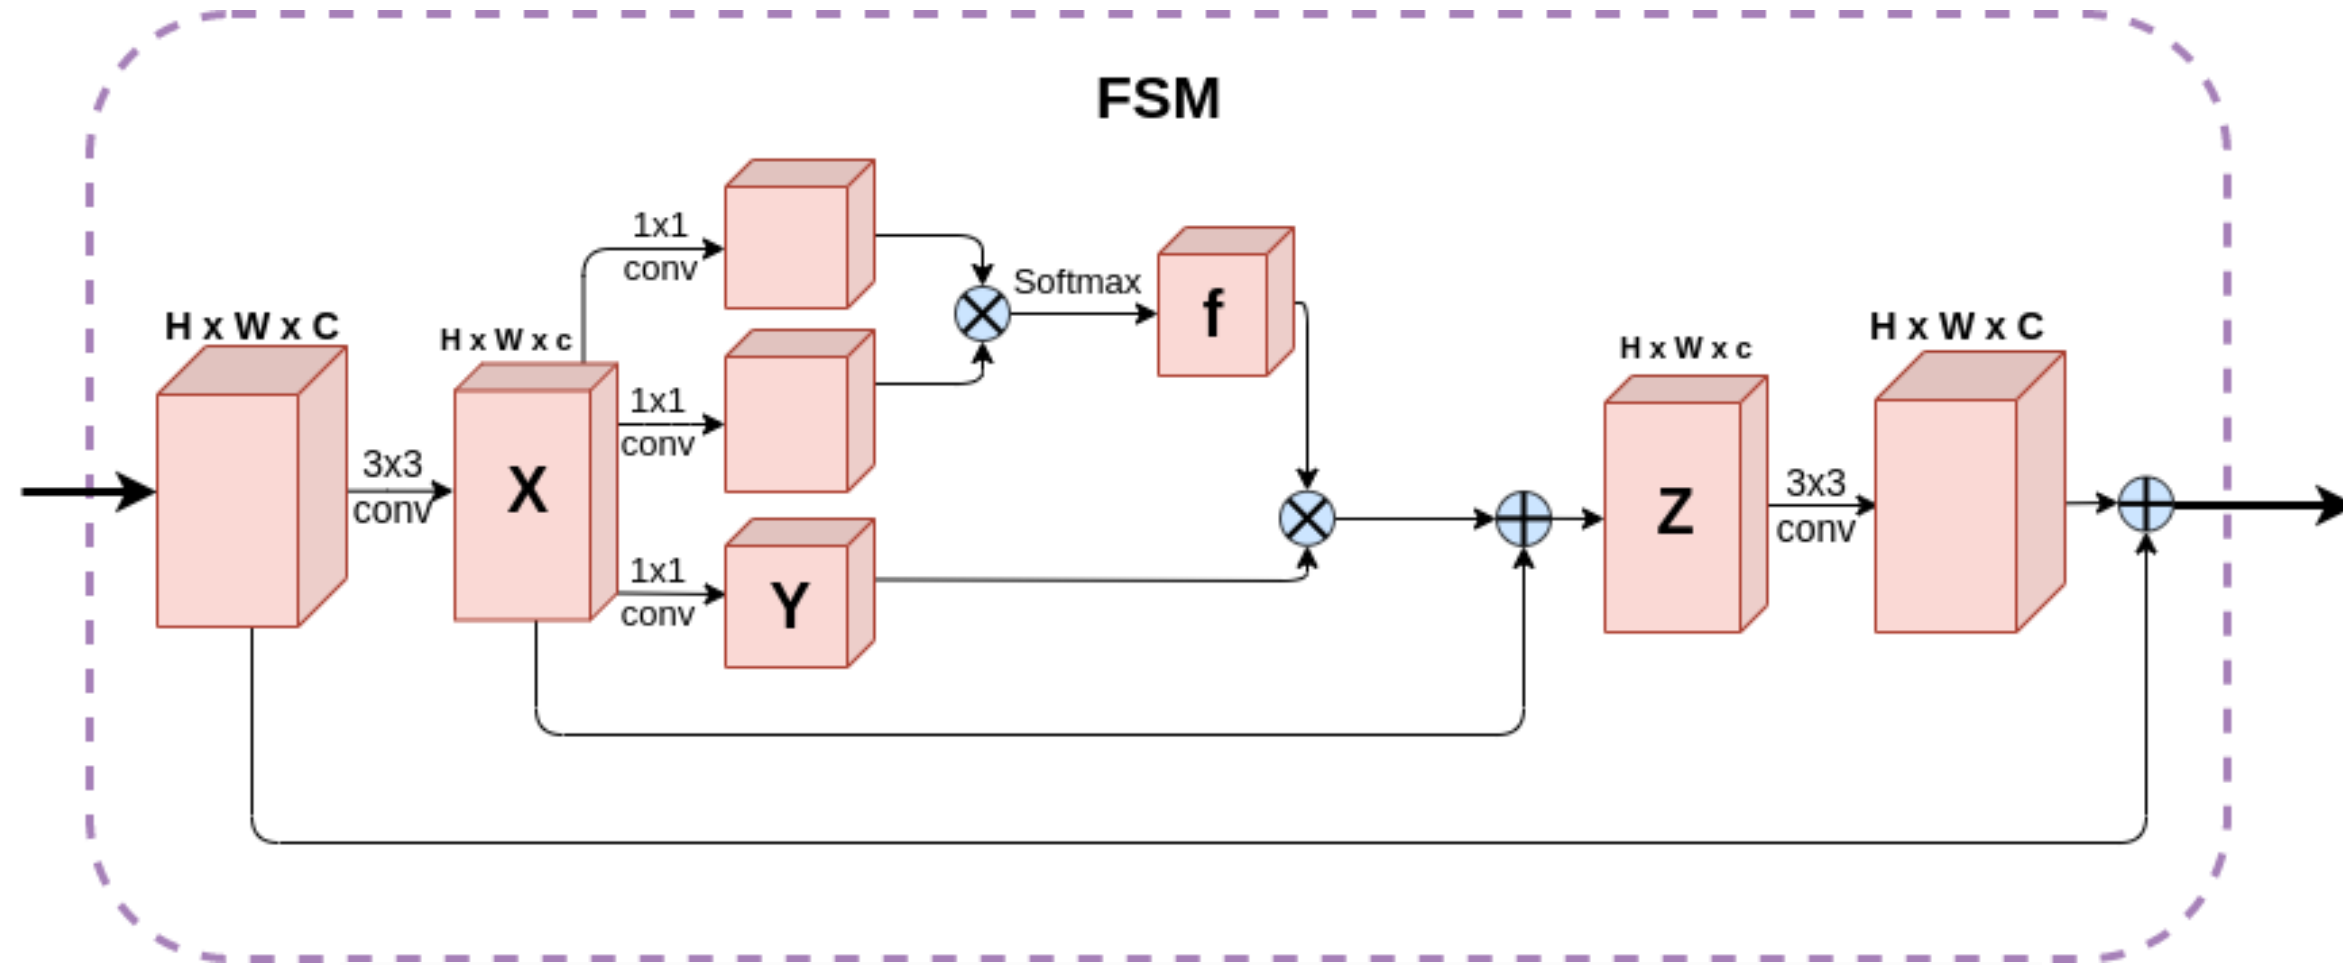 FSM
H x W x C
3x3
conv
H x W x c
X
1x1
conv
1x1
conv
1x1
conv
Y
Softmax
f
H x W x c
Z
3x3
conv
H x W x C